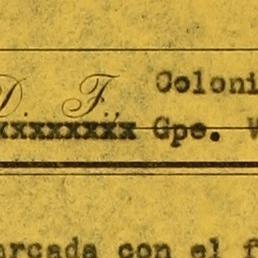 D. F. Coloni
xxxxxxxx Gpe. V
arcada con el f